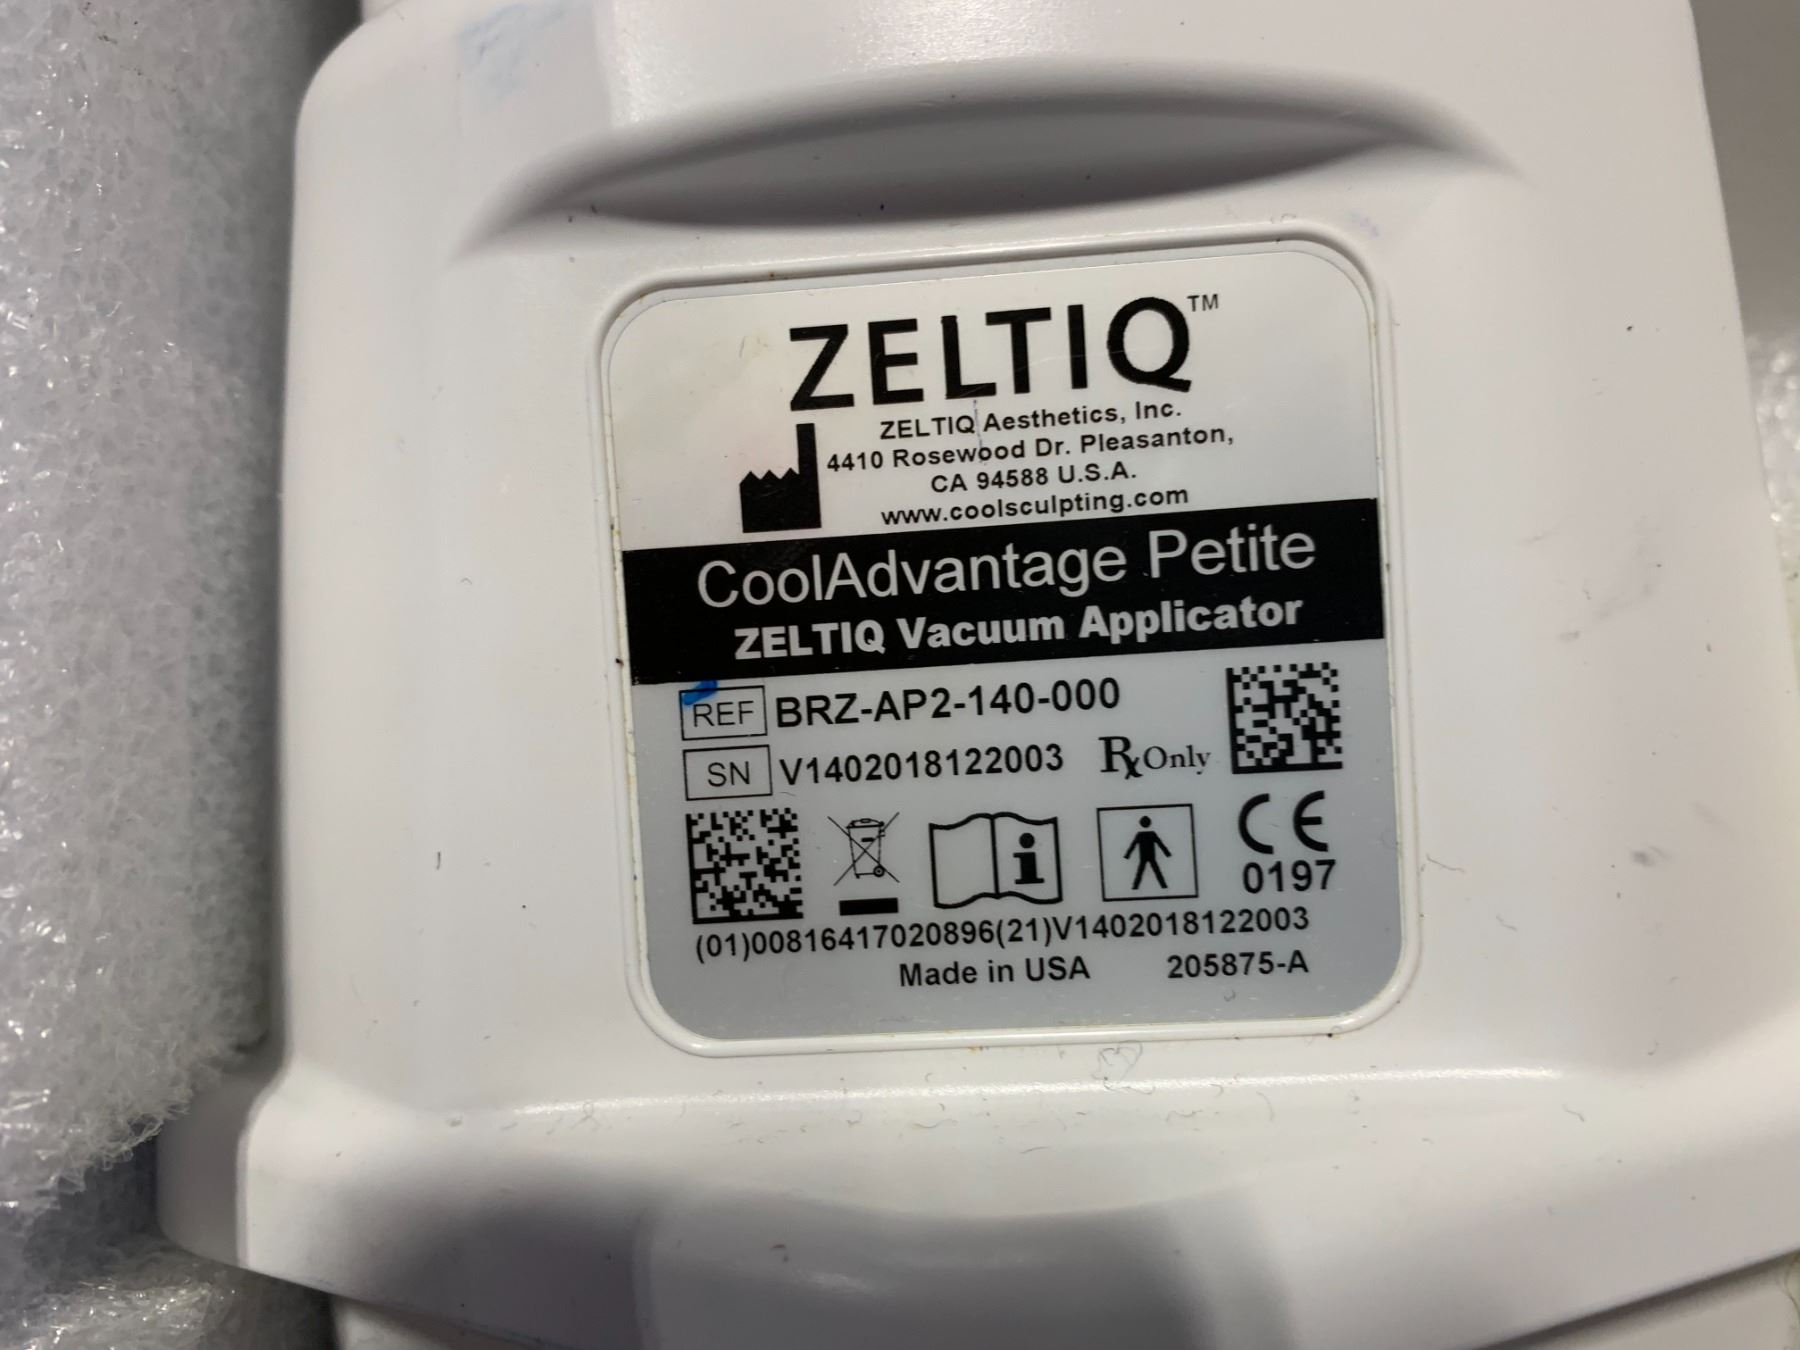 ZELTIQ™
ZELTIQ Aesthetics, Inc.
4410 Rosewood Dr. Pleasanton,
CA 94588 U.S.A.
www.coolsculpting.com
CoolAdvantage Petite
ZELTIQ Vacuum Applicator
REF BRZ-AP2-140-000
SN V1402018122003 Rx Only
CE
0197
(01)00816417020896(21)V1402018122003
Made in USA 205875-A